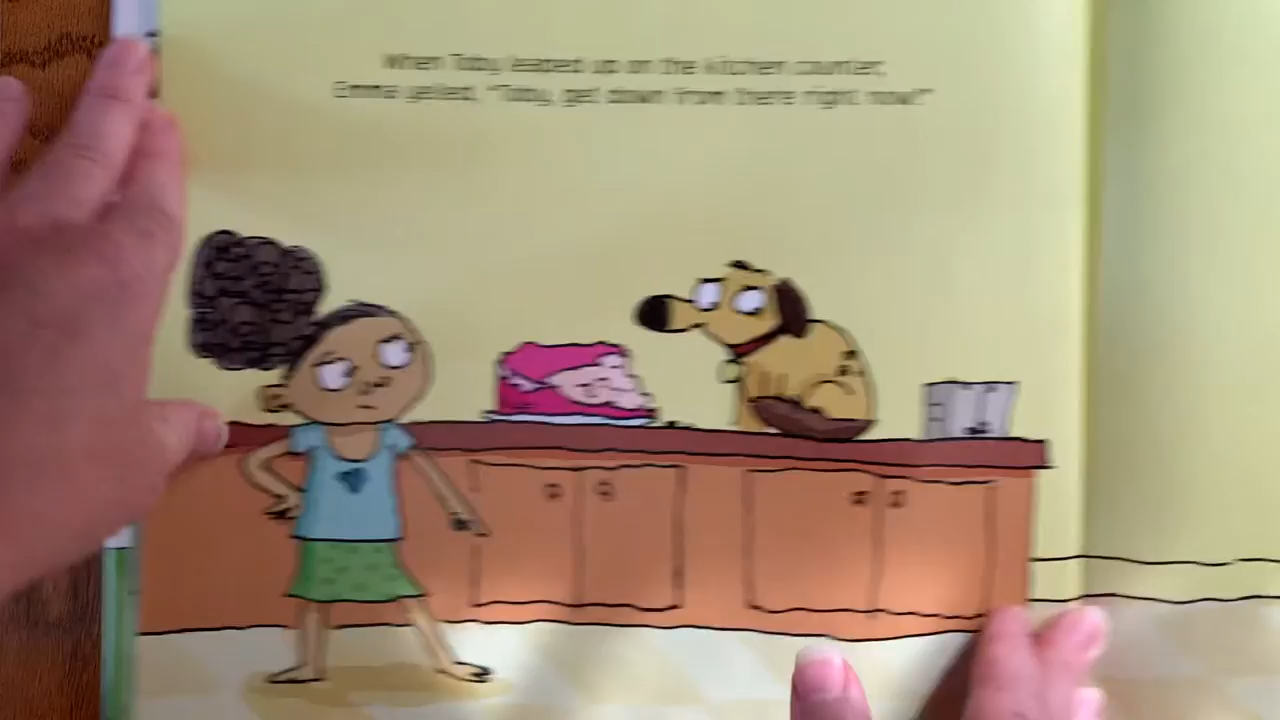 When Toby leaped up on the kitchen counter,
Emma yelled, "Toby, get down from there right now!"